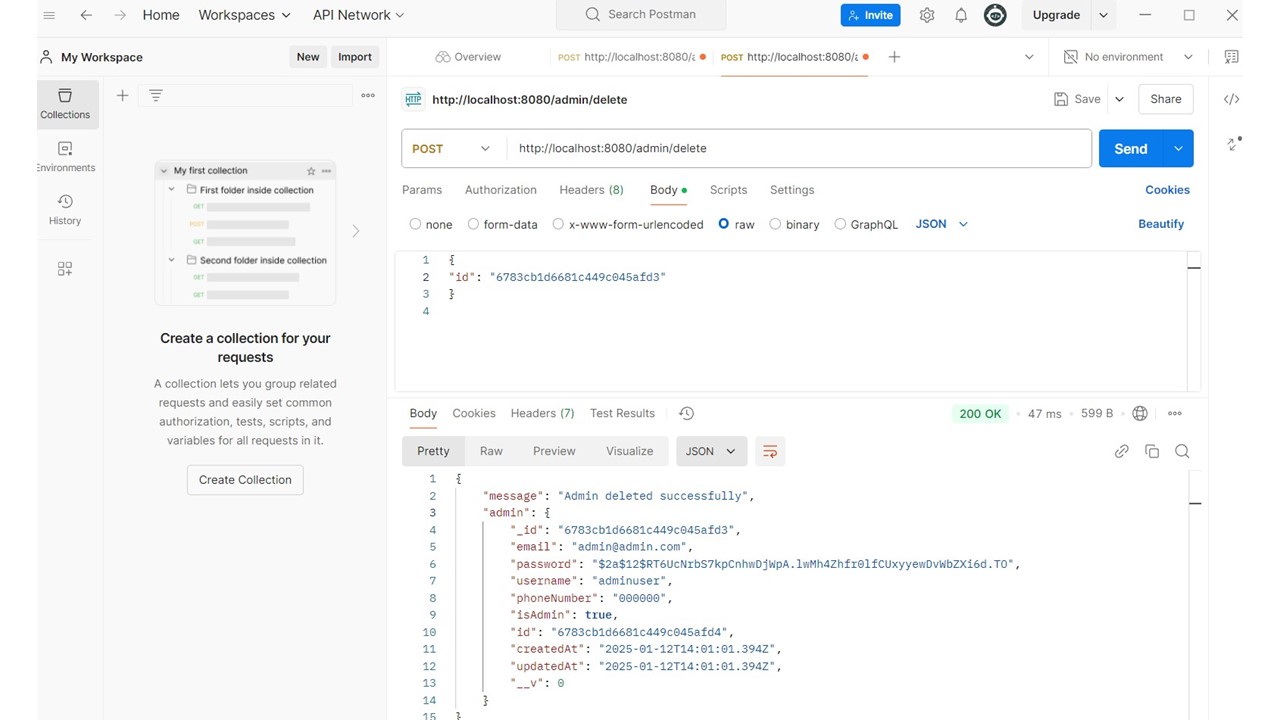 Home Workspaces API Network Search Postman Invite Upgrade
My Workspace New Import Overview POST http://localhost:8080/a POST http://localhost:8080/a No environment
Collections
Environments
History
My first collection
First folder inside collection
GET
POST
GET
Second folder inside collection
GET
GET
Create a collection for your
requests
A collection lets you group related
requests and easily set common
authorization, tests, scripts, and
variables for all requests in it.
Create Collection
HTTP http://localhost:8080/admin/delete Save Share
POST http://localhost:8080/admin/delete Send
Params Authorization Headers (8) Body Scripts Settings Cookies
none form-data x-www-form-urlencoded raw binary GraphQL JSON Beautify
1 {
2 "id": "6783cb1d6681c449c045afd3"
3 }
4
Body Cookies Headers (7) Test Results 200 OK 47 ms 599 B
Pretty Raw Preview Visualize JSON
1 {
2 "message": "Admin deleted successfully",
3 "admin": {
4 "_id": "6783cb1d6681c449c045afd3",
5 "email": "admin@admin.com",
6 "password": "$2a$12$RT6UcNrbS7kpCnhwDjWpA.lwMh4Zhfr0lfCUxyyewDvWbZXi6d.TO",
7 "username": "adminuser",
8 "phoneNumber": "000000",
9 "isAdmin": true,
10 "id": "6783cb1d6681c449c045afd4",
11 "createdAt": "2025-01-12T14:01:01.394Z",
12 "updatedAt": "2025-01-12T14:01:01.394Z",
13 "__v": 0
14 }
15 }